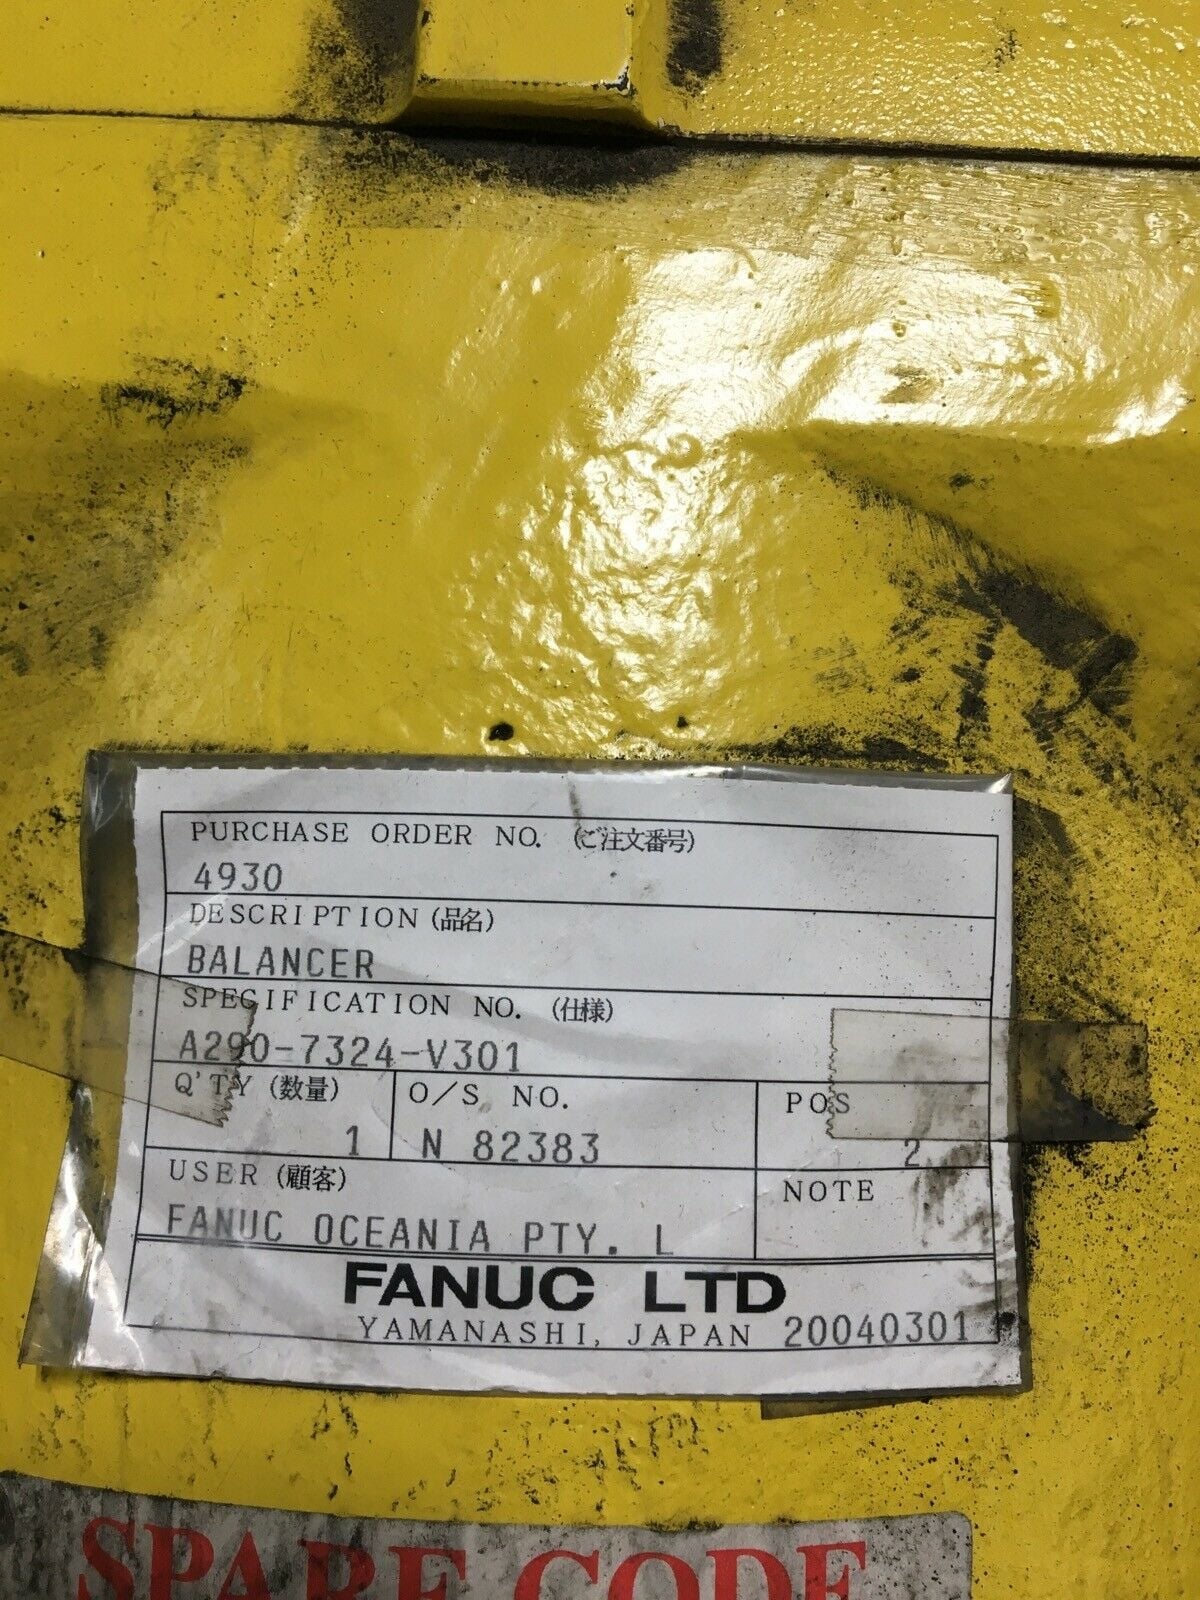 PURCHASE ORDER NO. (ご注文番号)
4930
DESCRIPTION (品名)
BALANCER
SPECIFICATION NO. (仕様)
A290-7324-V301
Q'TY (数量) O/S NO. POS
1 N 82383 2
USER (顧客) NOTE
FANUC OCEANIA PTY. L
FANUC LTD
YAMANASHI, JAPAN 20040301
SPARE CODE